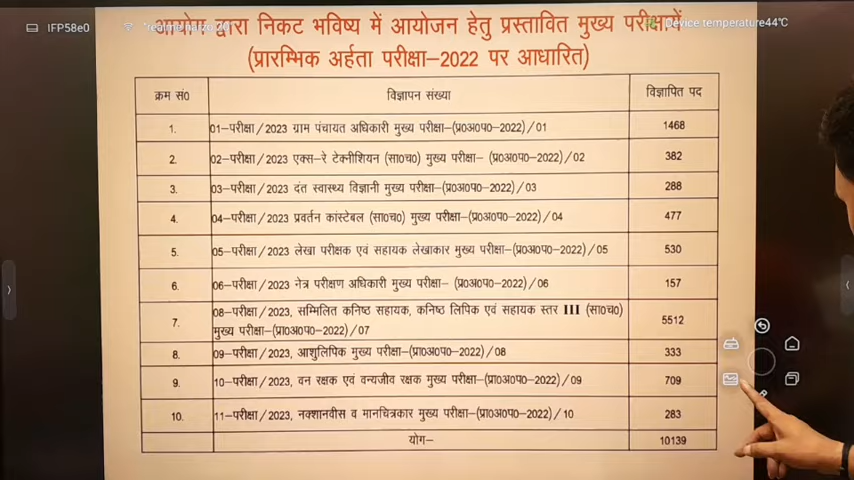 IFP58e0
"realme narzo 20"
Device temperature44℃
आयोग द्वारा निकट भविष्य में आयोजन हेतु प्रस्तावित मुख्य परीक्षायें
(प्रारम्भिक अर्हता परीक्षा–2022 पर आधारित)
क्रम सं0 विज्ञापन संख्या विज्ञापित पद
1. 01–परीक्षा/2023 ग्राम पंचायत अधिकारी मुख्य परीक्षा–(प्र0अ0प0–2022)/01 1468
2. 02–परीक्षा/2023 एक्स–रे टेक्नीशियन (सा0च0) मुख्य परीक्षा– (प्र0अ0प0–2022)/02 382
3. 03–परीक्षा/2023 दंत स्वास्थ्य विज्ञानी मुख्य परीक्षा–(प्र0अ0प0–2022)/03 288
4. 04–परीक्षा/2023 प्रवर्तन कांस्टेबल (सा0च0) मुख्य परीक्षा–(प्र0अ0प0–2022)/04 477
5. 05–परीक्षा/2023 लेखा परीक्षक एवं सहायक लेखाकार मुख्य परीक्षा–(प्र0अ0प0–2022)/05 530
6. 06–परीक्षा/2023 नेत्र परीक्षण अधिकारी मुख्य परीक्षा– (प्र0अ0प0–2022)/06 157
7. 08–परीक्षा/2023, सम्मिलित कनिष्ठ सहायक, कनिष्ठ लिपिक एवं सहायक स्तर III (सा0च0)
मुख्य परीक्षा–(प्रा0अ0प0–2022)/07 5512
8. 09–परीक्षा/2023, आशुलिपिक मुख्य परीक्षा–(प्रा0अ0प0–2022)/08 333
9. 10–परीक्षा/2023, वन रक्षक एवं वन्यजीव रक्षक मुख्य परीक्षा–(प्रा0अ0प0–2022)/09 709
10. 11–परीक्षा/2023, नक्शानवीस व मानचित्रकार मुख्य परीक्षा–(प्रा0अ0प0–2022)/10 283
योग– 10139